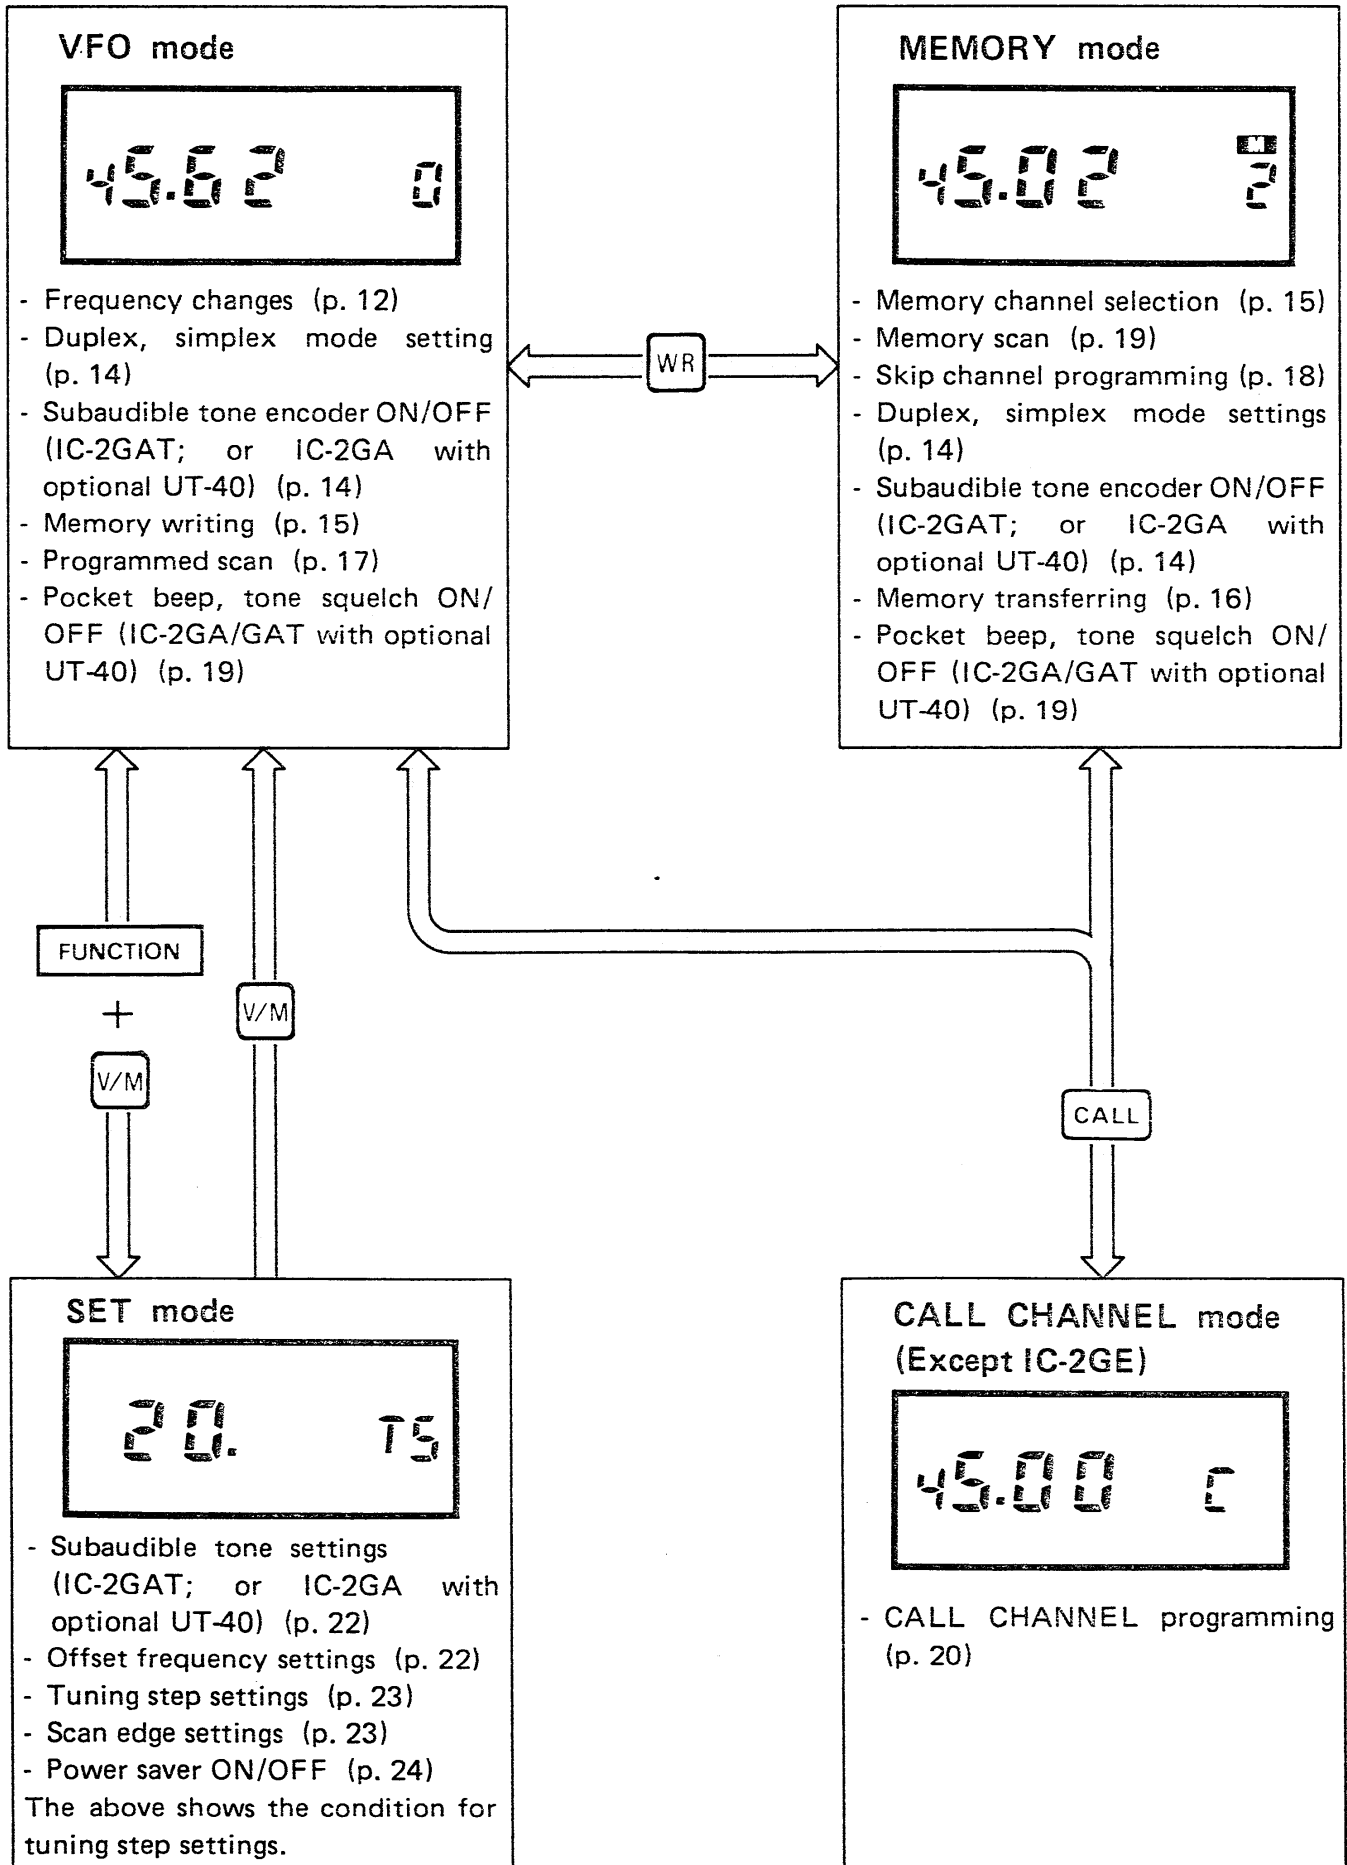 VFO mode
45.62 0
- Frequency changes (p. 12)
- Duplex, simplex mode setting
(p. 14)
- Subaudible tone encoder ON/OFF
(IC-2GAT; or IC-2GA with
optional UT-40) (p. 14)
- Memory writing (p. 15)
- Programmed scan (p. 17)
- Pocket beep, tone squelch ON/
OFF (IC-2GA/GAT with optional
UT-40) (p. 19)
MEMORY mode
M
45.02 2
- Memory channel selection (p. 15)
- Memory scan (p. 19)
- Skip channel programming (p. 18)
- Duplex, simplex mode settings
(p. 14)
- Subaudible tone encoder ON/OFF
(IC-2GAT; or IC-2GA with
optional UT-40) (p. 14)
- Memory transferring (p. 16)
- Pocket beep, tone squelch ON/
OFF (IC-2GA/GAT with optional
UT-40) (p. 19)
WR
FUNCTION
+
V/M
V/M
CALL
SET mode
20. TS
- Subaudible tone settings
(IC-2GAT; or IC-2GA with
optional UT-40) (p. 22)
- Offset frequency settings (p. 22)
- Tuning step settings (p. 23)
- Scan edge settings (p. 23)
- Power saver ON/OFF (p. 24)
The above shows the condition for
tuning step settings.
CALL CHANNEL mode
(Except IC-2GE)
45.00 C
- CALL CHANNEL programming
(p. 20)